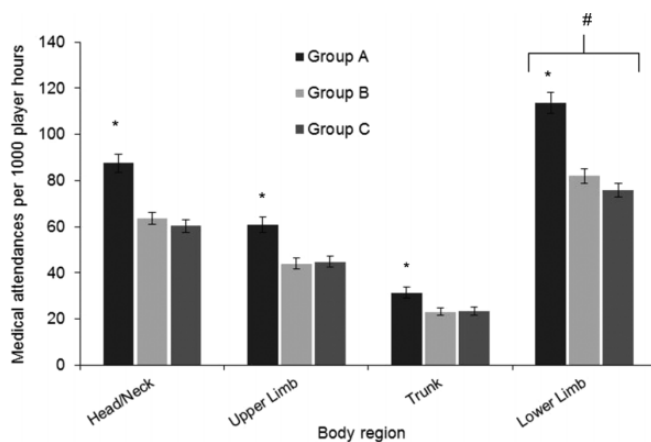 #
140
120
100
80
60
40
20
0
Medical attendances per 1000 player hours
Group A
Group B
Group C
*
*
*
*
Head/Neck
Upper Limb
Trunk
Lower Limb
Body region